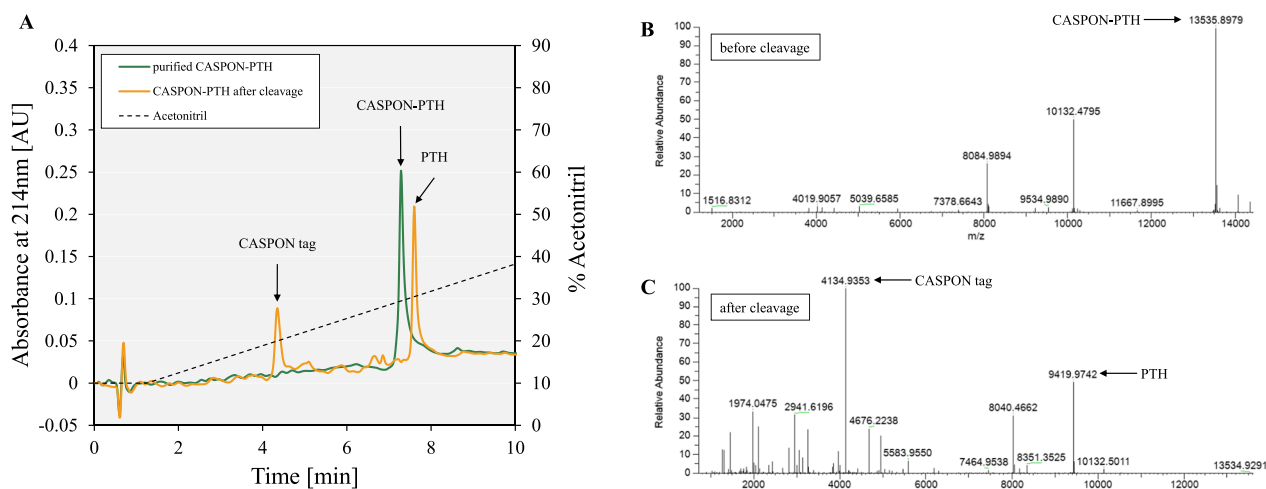 A
Absorbance at 214nm [AU]
0.4
0.35
0.3
0.25
0.2
0.15
0.1
0.05
0
-0.05
purified CASPON-PTH
CASPON-PTH after cleavage
Acetonitril
CASPON-PTH
PTH
CASPON tag
90
80
70
60
50
40
30
20
10
0
% Acetonitril
0 2 4 6 8 10
Time [min]
B
before cleavage
CASPON-PTH
13535.8979
Relative Abundance
100
90
80
70
60
50
40
30
20
10
0
10132.4795
8084.9894
1516.8312
4019.9057
5039.6585
7378.6643
9534.9890
11667.8995
2000 4000 6000 8000 10000 12000 14000
m/z
C
after cleavage
4134.9353
CASPON tag
Relative Abundance
100
90
80
70
60
50
40
30
20
10
0
9419.9742
PTH
1974.0475
2941.6196
4676.2238
8040.4662
5583.9550
7464.9538
8351.3525
10132.5011
13534.9291
2000 4000 6000 8000 10000 12000